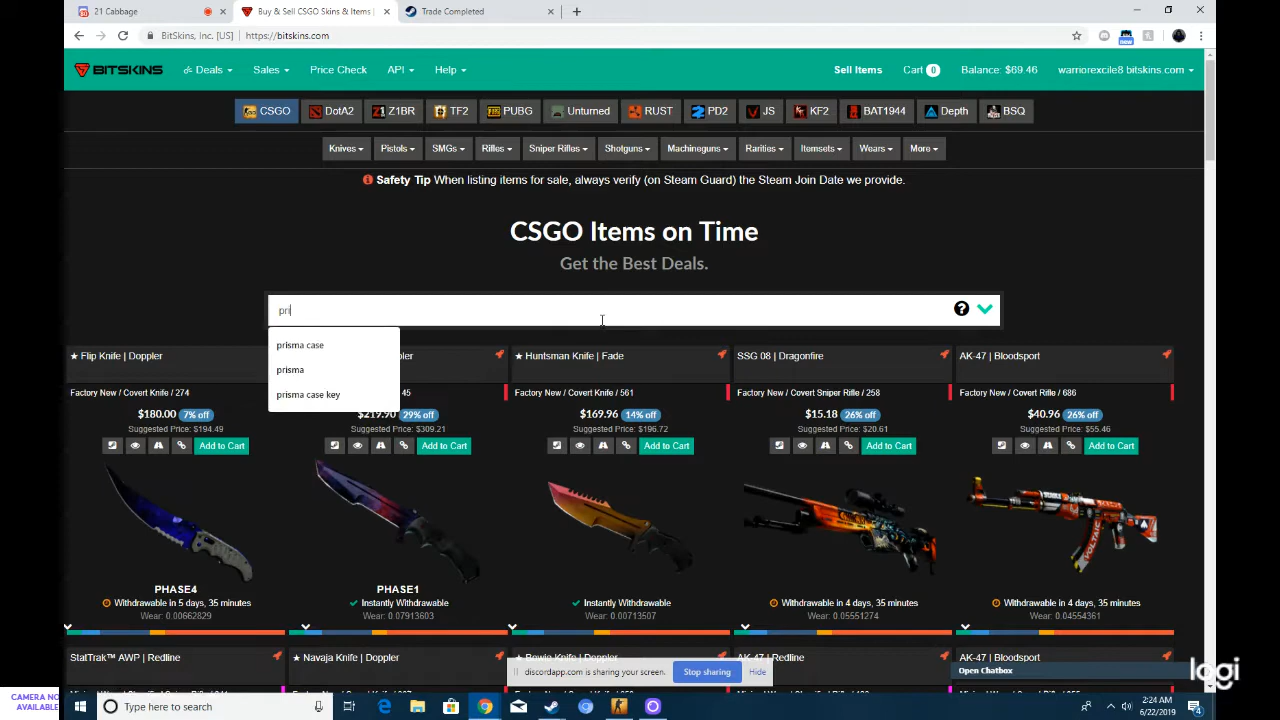 21 Cabbage
Buy & Sell CSGO Skins & Items |
Trade Completed
BitSkins, Inc. [US] | https://bitskins.com
new
BITSKINS
Deals
Sales
Price Check
API
Help
Sell Items
Cart 0
Balance: $69.46
warriorexcile8 bitskins.com
CSGO
DotA2
Z1BR
TF2
PUBG
Unturned
RUST
PD2
JS
KF2
BAT1944
Depth
BSQ
Knives
Pistols
SMGs
Rifles
Sniper Rifles
Shotguns
Machineguns
Rarities
Itemsets
Wears
More
Safety Tip When listing items for sale, always verify (on Steam Guard) the Steam Join Date we provide.
CSGO Items on Time
Get the Best Deals.
pri
prisma case
prisma
prisma case key
★ Flip Knife | Doppler
★ Huntsman Knife | Fade
SSG 08 | Dragonfire
AK-47 | Bloodsport
Factory New / Covert Knife / 274
45
Factory New / Covert Knife / 561
Factory New / Covert Sniper Rifle / 258
Factory New / Covert Rifle / 686
$180.00 7% off
$219.90 29% off
$169.96 14% off
$15.18 26% off
$40.96 26% off
Suggested Price: $194.49
Suggested Price: $309.21
Suggested Price: $196.72
Suggested Price: $20.61
Suggested Price: $55.46
Add to Cart
Add to Cart
Add to Cart
Add to Cart
Add to Cart
VOLTAIC
PHASE4
PHASE1
Withdrawable in 5 days, 35 minutes
Instantly Withdrawable
Instantly Withdrawable
Withdrawable in 4 days, 35 minutes
Withdrawable in 4 days, 35 minutes
Wear: 0.00662829
Wear: 0.07913603
Wear: 0.00713507
Wear: 0.05551274
Wear: 0.04554361
StatTrak™ AWP | Redline
★ Navaja Knife | Doppler
★ Bowie Knife | Doppler
AK-47 | Redline
AK-47 | Bloodsport
discordapp.com is sharing your screen.
Stop sharing
Hide
Open Chatbox
logi
CAMERA NO
AVAILABLE
Type here to search
2:24 AM
6/22/2019
4